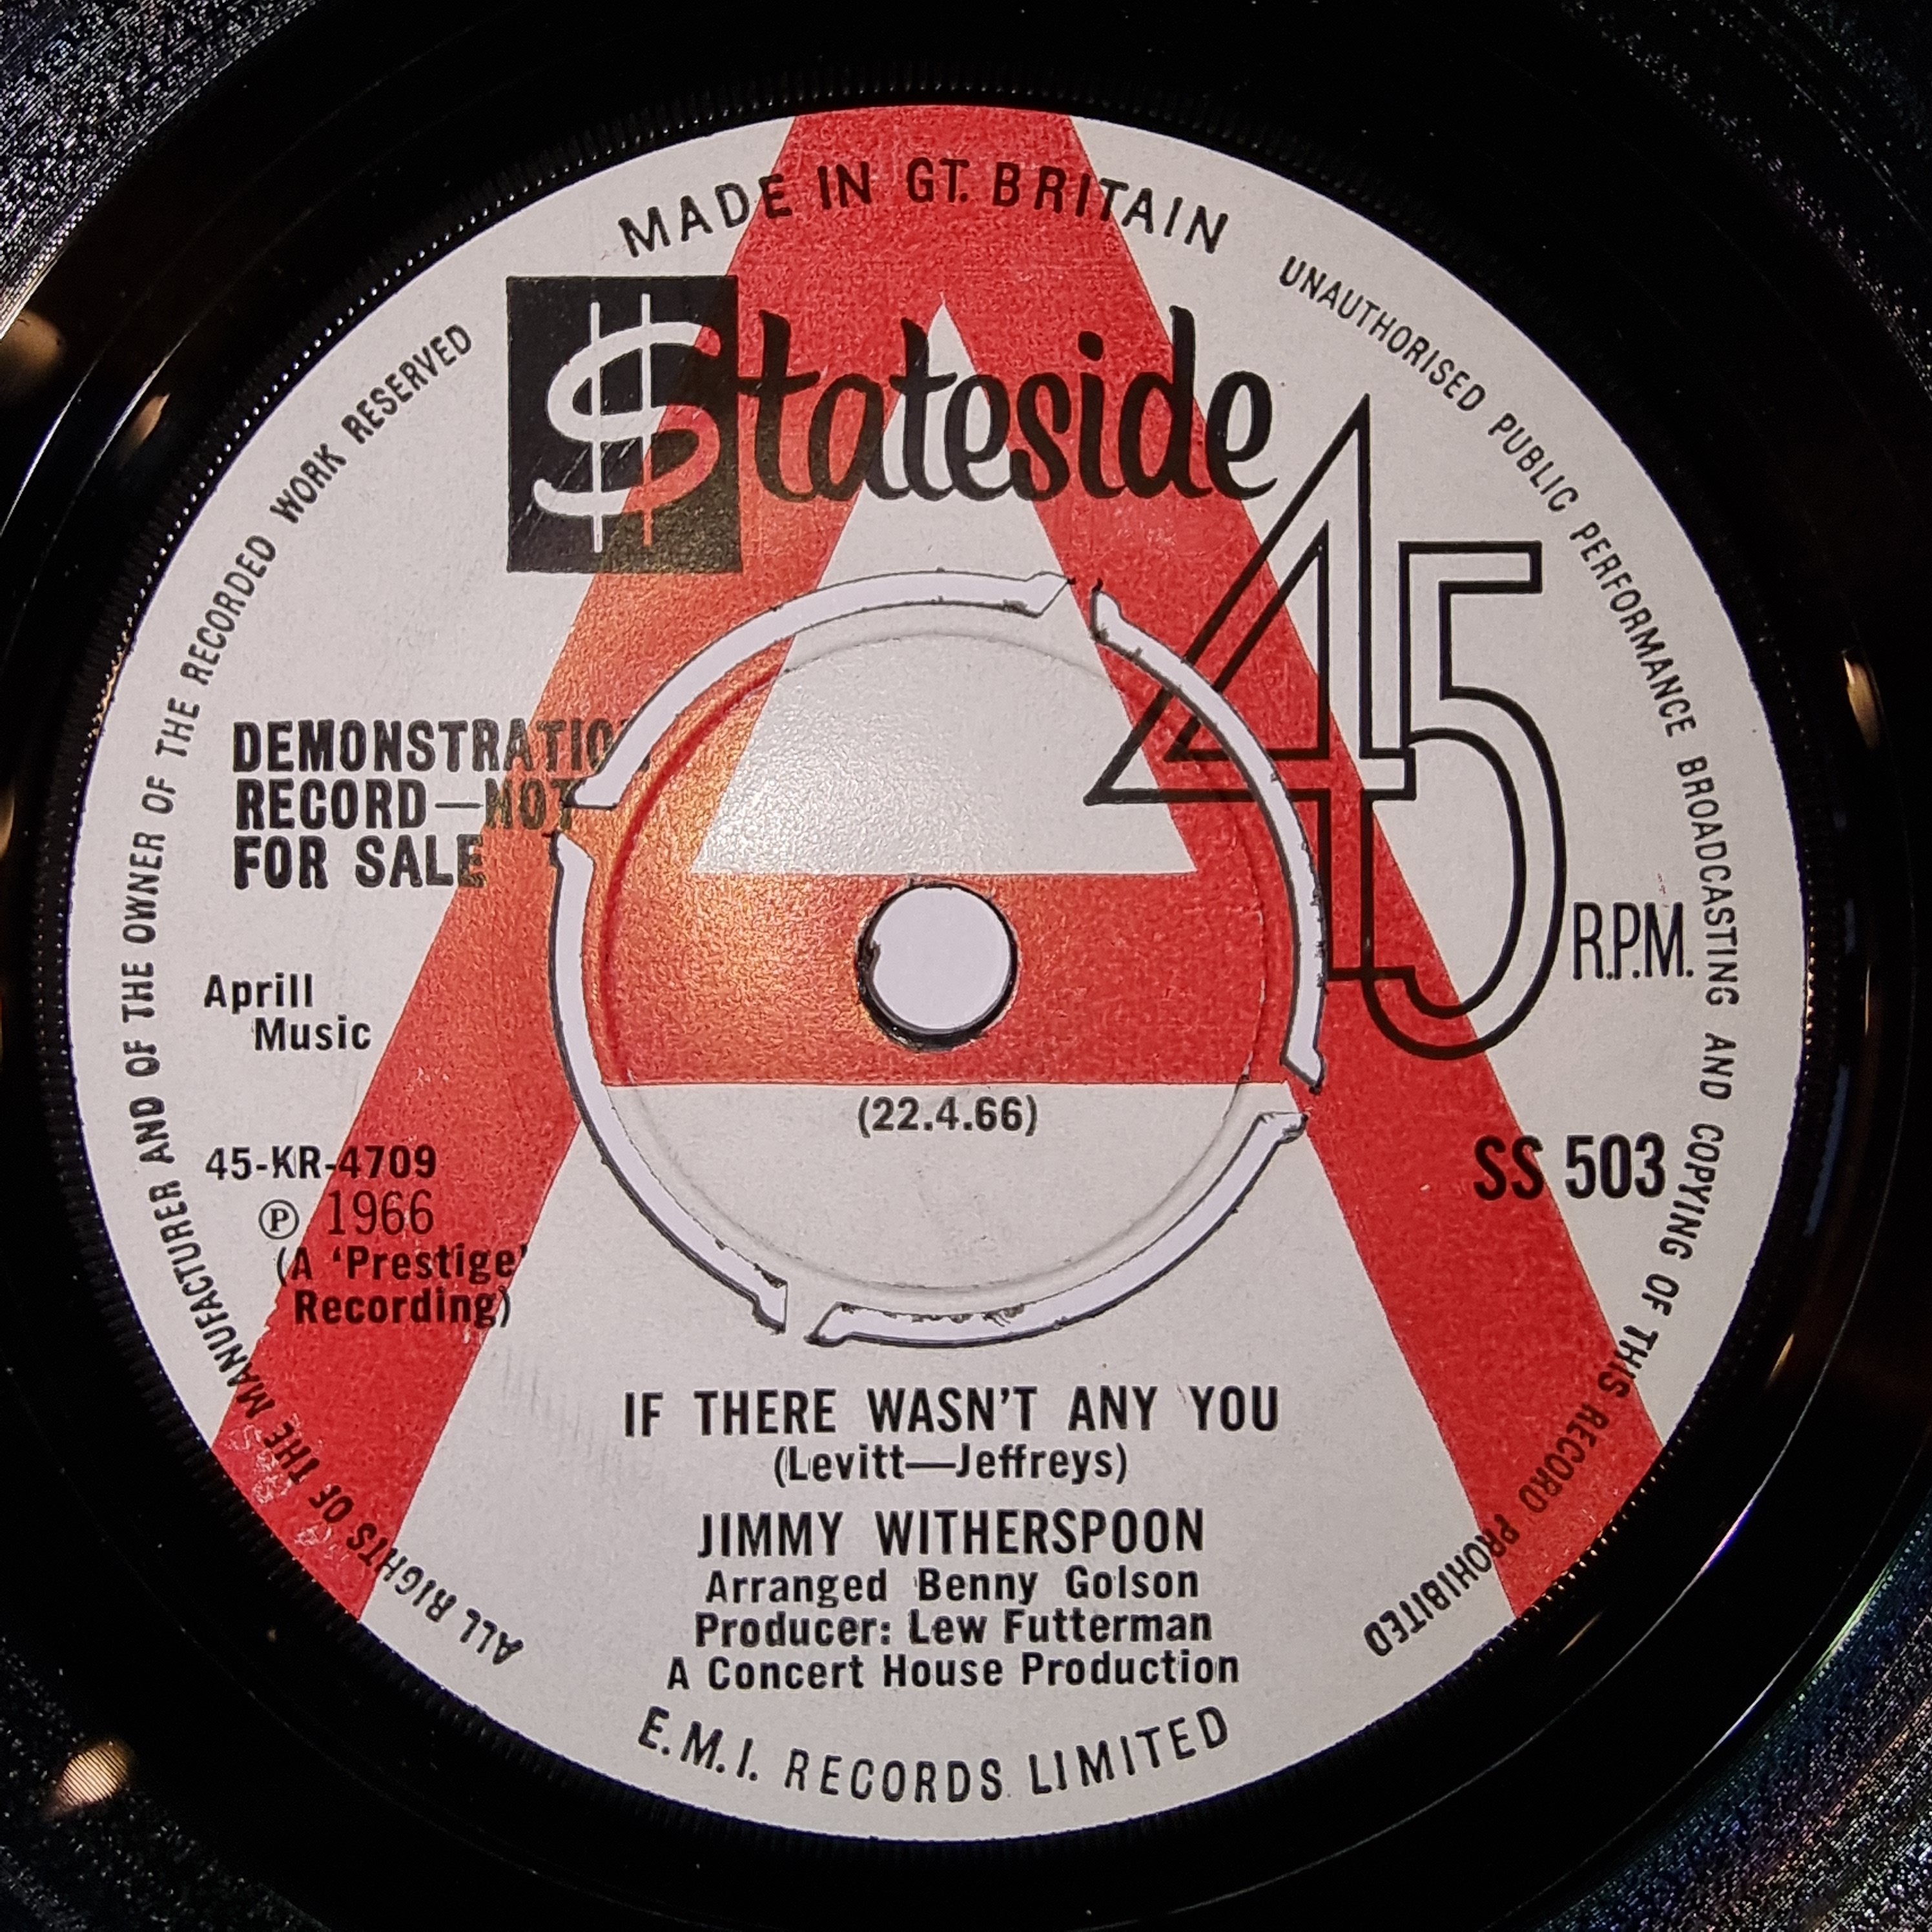 MADE IN GT. BRITAIN
UNAUTHORISED PUBLIC PERFORMANCE BROADCASTING AND COPYING OF THIS RECORD PROHIBITED
ALL RIGHTS OF THE MANUFACTURER AND OF THE OWNER OF THE RECORDED WORK RESERVED
Stateside
A
45
R.P.M.
DEMONSTRATION
RECORD—NOT
FOR SALE
Aprill
Music
(22.4.66)
45-KR-4709
℗ 1966
(A ‘Prestige’
Recording)
SS 503
IF THERE WASN'T ANY YOU
(Levitt—Jeffreys)
JIMMY WITHERSPOON
Arranged Benny Golson
Producer: Lew Futterman
A Concert House Production
E.M.I. RECORDS LIMITED